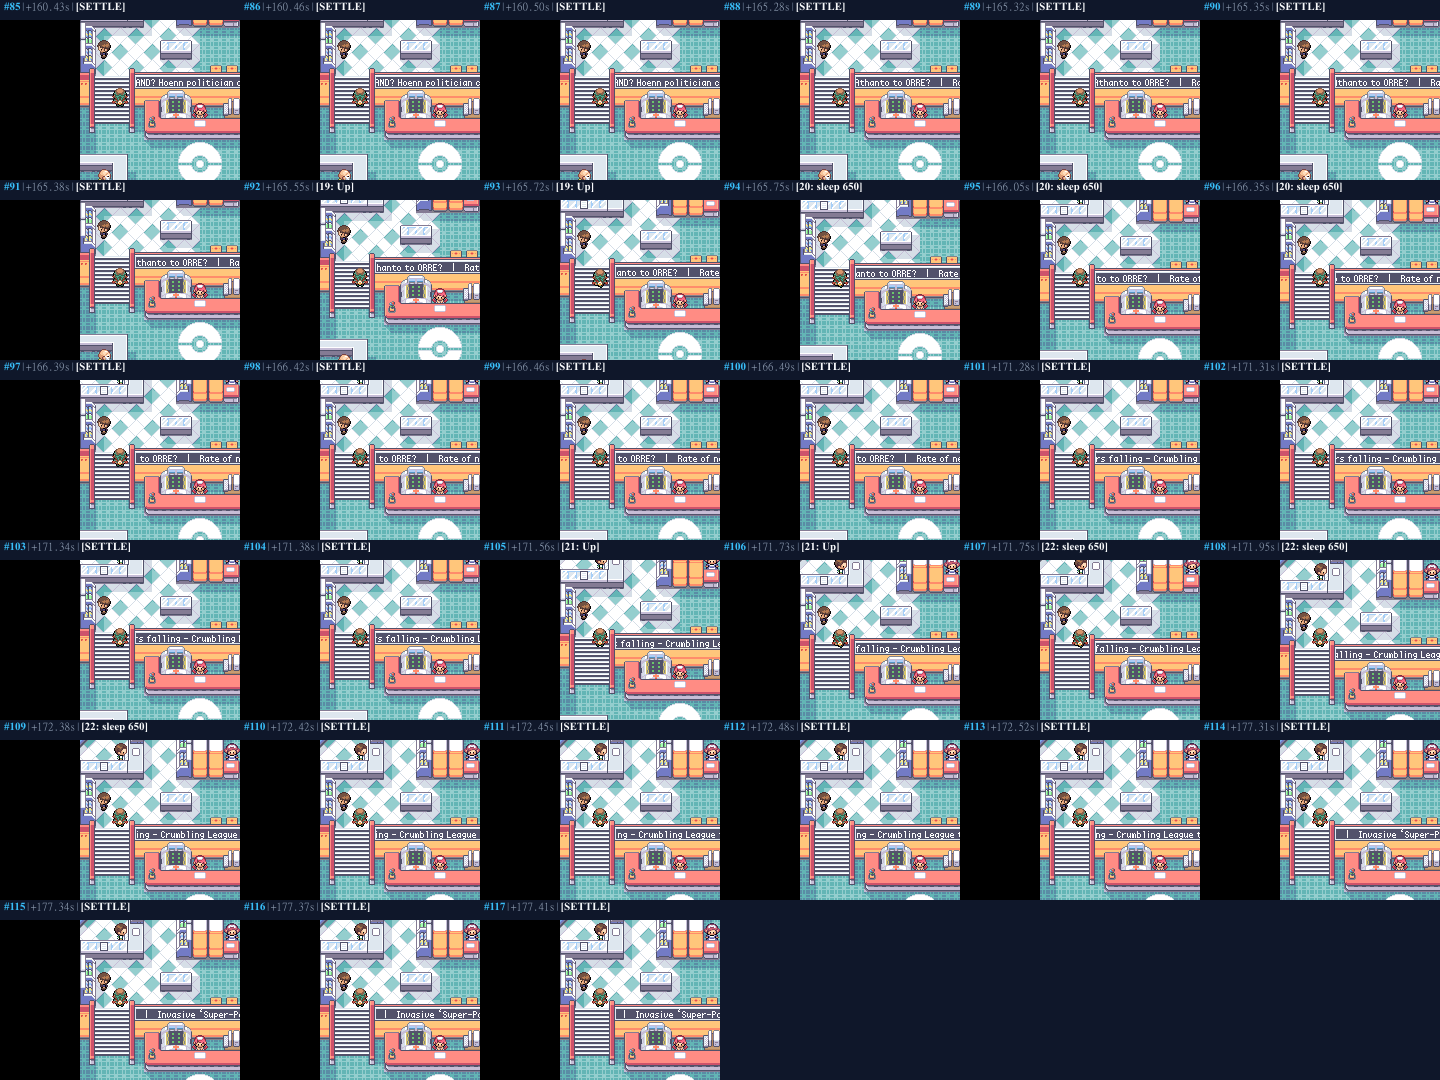 #85|+160.43s|[SETTLE]
#86|+160.46s|[SETTLE]
#87|+160.50s|[SETTLE]
#88|+165.28s|[SETTLE]
#89|+165.32s|[SETTLE]
#90|+165.35s|[SETTLE]
AND? Hoenn politician c
AND? Hoenn politician c
AND? Hoenn politician c
thanto to ORRE? | Ra
thanto to ORRE? | Ra
thanto to ORRE? | Ra
#91|+165.38s|[SETTLE]
#92|+165.55s|[19: Up]
#93|+165.72s|[19: Up]
#94|+165.75s|[20: sleep 650]
#95|+166.05s|[20: sleep 650]
#96|+166.35s|[20: sleep 650]
thanto to ORRE? | Ra
hanto to ORRE? | Rat
anto to ORRE? | Rate
anto to ORRE? | Rate
to to ORRE? | Rate of
to ORRE? | Rate of n
#97|+166.39s|[SETTLE]
#98|+166.42s|[SETTLE]
#99|+166.46s|[SETTLE]
#100|+166.49s|[SETTLE]
#101|+171.28s|[SETTLE]
#102|+171.31s|[SETTLE]
to ORRE? | Rate of n
to ORRE? | Rate of n
to ORRE? | Rate of n
to ORRE? | Rate of n
rs falling - Crumbling
rs falling - Crumbling
#103|+171.34s|[SETTLE]
#104|+171.38s|[SETTLE]
#105|+171.56s|[21: Up]
#106|+171.73s|[21: Up]
#107|+171.75s|[22: sleep 650]
#108|+171.95s|[22: sleep 650]
s falling - Crumbling L
s falling - Crumbling L
falling - Crumbling Le
falling - Crumbling Lea
falling - Crumbling Lea
alling - Crumbling Leag
#109|+172.38s|[22: sleep 650]
#110|+172.42s|[SETTLE]
#111|+172.45s|[SETTLE]
#112|+172.48s|[SETTLE]
#113|+172.52s|[SETTLE]
#114|+177.31s|[SETTLE]
ing - Crumbling League
ing - Crumbling League
ng - Crumbling League t
ng - Crumbling League t
ng - Crumbling League t
| Invasive 'Super-P
#115|+177.34s|[SETTLE]
#116|+177.37s|[SETTLE]
#117|+177.41s|[SETTLE]
| Invasive 'Super-Po
| Invasive 'Super-Po
| Invasive 'Super-Po